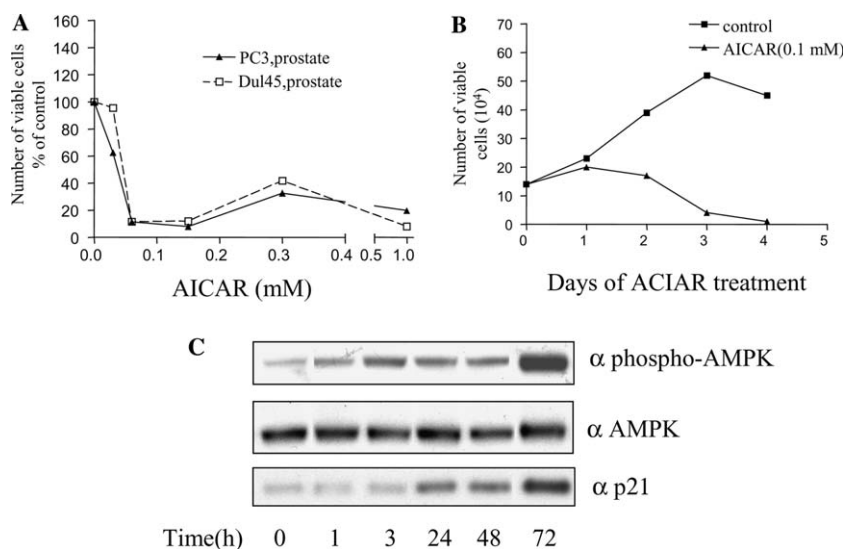 A
160
140
120
100
80
60
40
20
0
Number of viable cells
% of control
PC3,prostate
Dul45,prostate
0.0 0.1 0.2 0.3 0.4 0.5 1.0
AICAR (mM)
B
70
60
50
40
30
20
10
0
Number of viable
cells (10⁴)
control
AICAR(0.1 mM)
0 1 2 3 4 5
Days of ACIAR treatment
C
α phospho-AMPK
α AMPK
α p21
Time(h) 0 1 3 24 48 72